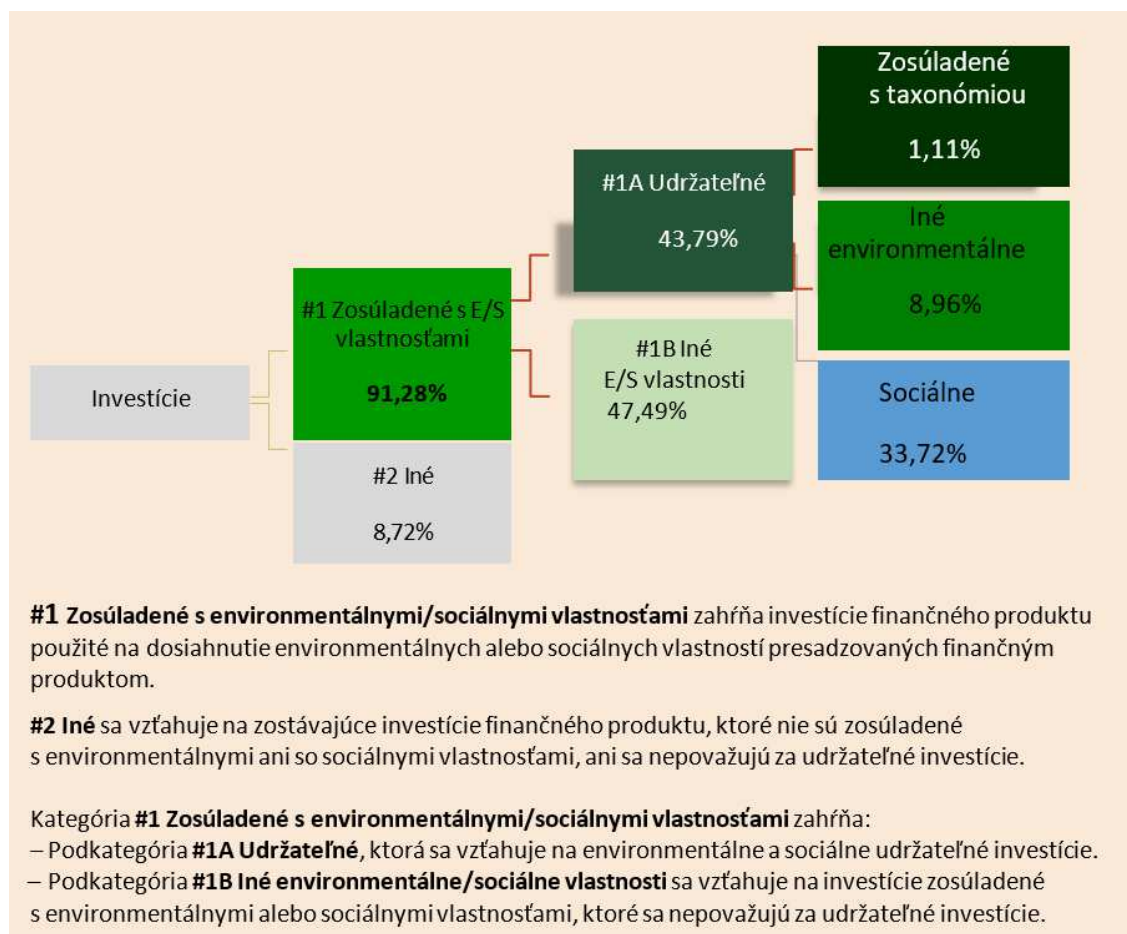 Investície
#1 Zosúladené s E/S
vlastnosťami
91,28%
#2 Iné
8,72%
#1A Udržateľné
43,79%
#1B Iné
E/S vlastnosti
47,49%
Zosúladené
s taxonómiou
1,11%
Iné
environmentálne
8,96%
Sociálne
33,72%
#1 Zosúladené s environmentálnymi/sociálnymi vlastnosťami zahŕňa investície finančného produktu
použité na dosiahnutie environmentálnych alebo sociálnych vlastností presadzovaných finančným
produktom.
#2 Iné sa vzťahuje na zostávajúce investície finančného produktu, ktoré nie sú zosúladené
s environmentálnymi ani so sociálnymi vlastnosťami, ani sa nepovažujú za udržateľné investície.
Kategória #1 Zosúladené s environmentálnymi/sociálnymi vlastnosťami zahŕňa:
– Podkategória #1A Udržateľné, ktorá sa vzťahuje na environmentálne a sociálne udržateľné investície.
– Podkategória #1B Iné environmentálne/sociálne vlastnosti sa vzťahuje na investície zosúladené
s environmentálnymi alebo sociálnymi vlastnosťami, ktoré sa nepovažujú za udržateľné investície.